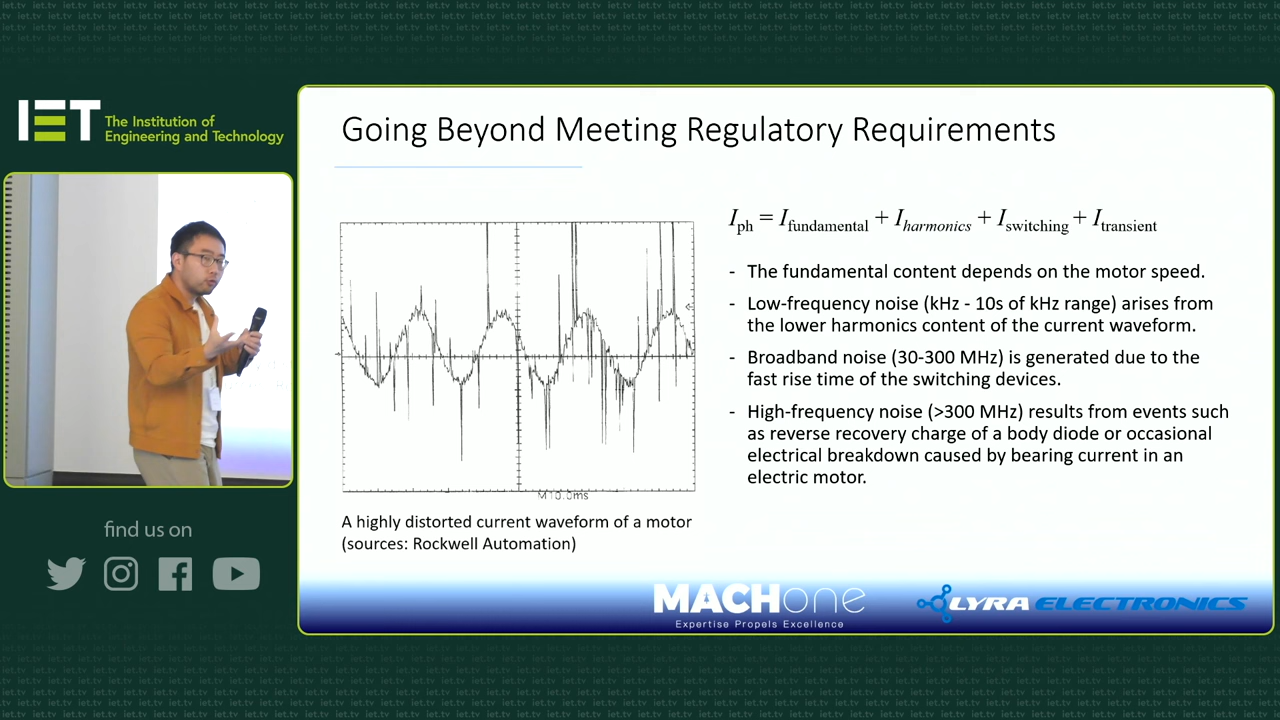 IET The Institution of
Engineering and Technology
Going Beyond Meeting Regulatory Requirements
I_ph = I_fundamental + I_harmonics + I_switching + I_transient
- The fundamental content depends on the motor speed.
- Low-frequency noise (kHz - 10s of kHz range) arises from
the lower harmonics content of the current waveform.
- Broadband noise (30-300 MHz) is generated due to the
fast rise time of the switching devices.
- High-frequency noise (>300 MHz) results from events such
as reverse recovery charge of a body diode or occasional
electrical breakdown caused by bearing current in an
electric motor.
M 10.0ms
A highly distorted current waveform of a motor
(sources: Rockwell Automation)
find us on
MACHone
Expertise Propels Excellence
LYRA ELECTRONICS
iet.tv